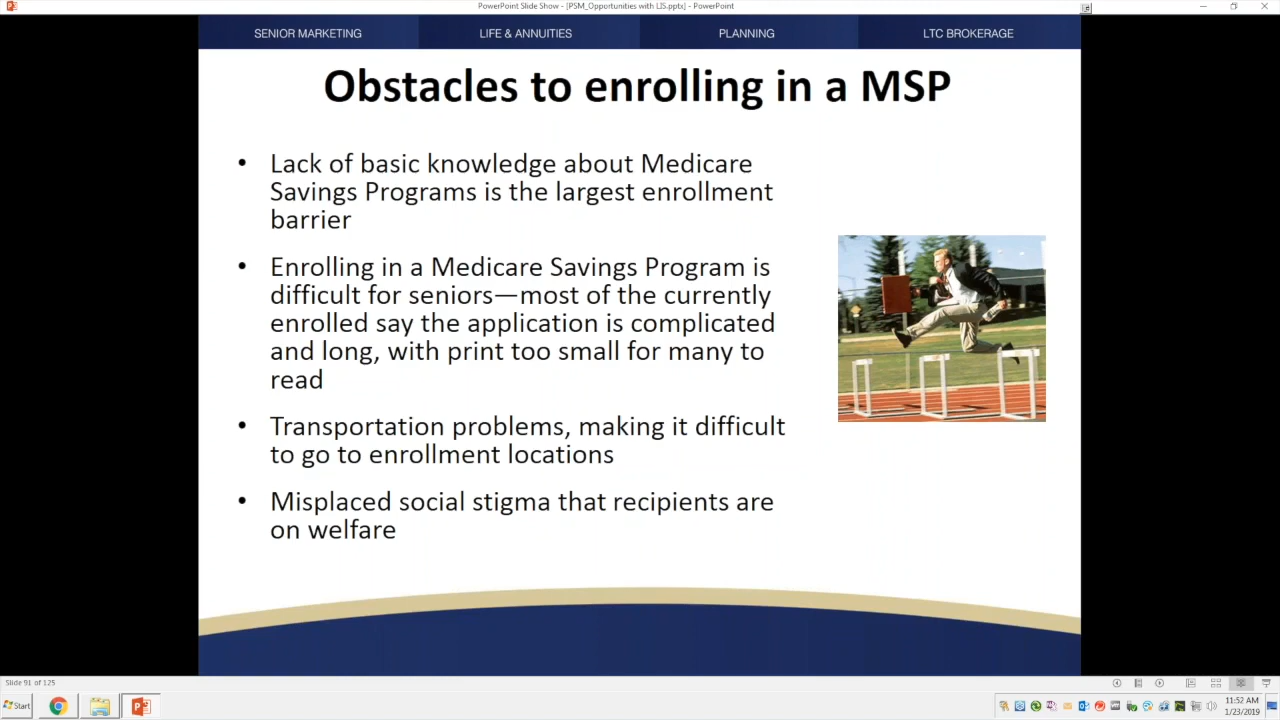 PowerPoint Slide Show - [PSM_Opportunities with LIS.pptx] - PowerPoint
SENIOR MARKETING LIFE & ANNUITIES PLANNING LTC BROKERAGE
Obstacles to enrolling in a MSP
• Lack of basic knowledge about Medicare
Savings Programs is the largest enrollment
barrier
• Enrolling in a Medicare Savings Program is
difficult for seniors—most of the currently
enrolled say the application is complicated
and long, with print too small for many to
read
• Transportation problems, making it difficult
to go to enrollment locations
• Misplaced social stigma that recipients are
on welfare
Slide 91 of 125
Start
11:52 AM
1/23/2019